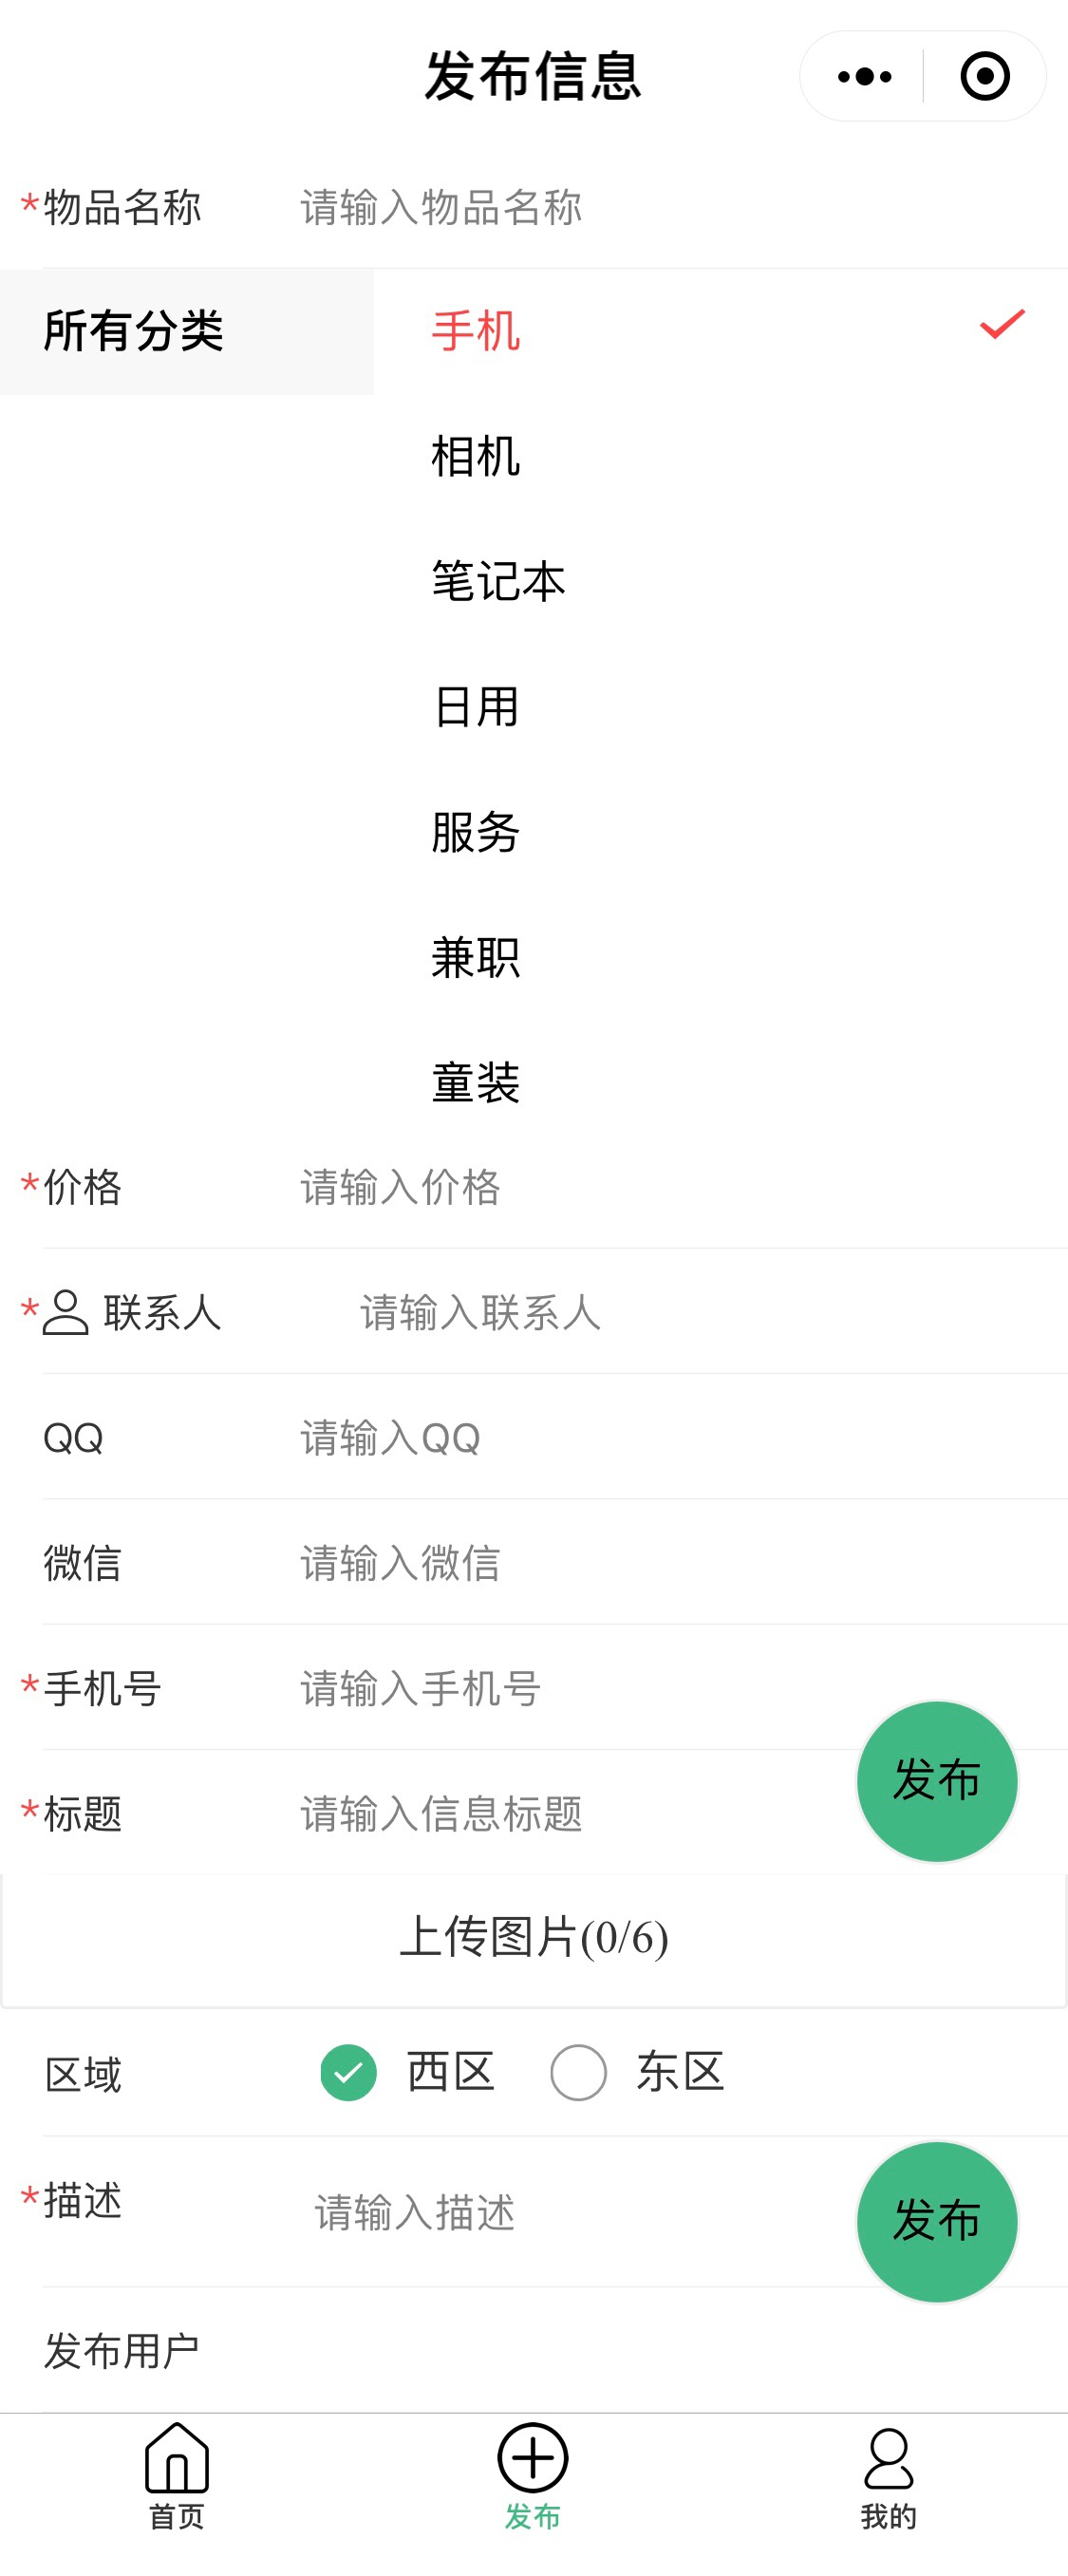 发布信息
*物品名称 请输入物品名称
所有分类 手机
相机
笔记本
日用
服务
兼职
童装
*价格 请输入价格
*联系人 请输入联系人
QQ 请输入QQ
微信 请输入微信
*手机号 请输入手机号
发布
*标题 请输入信息标题
上传图片(0/6)
区域 西区 东区
*描述 请输入描述
发布
发布用户
首页 发布 我的